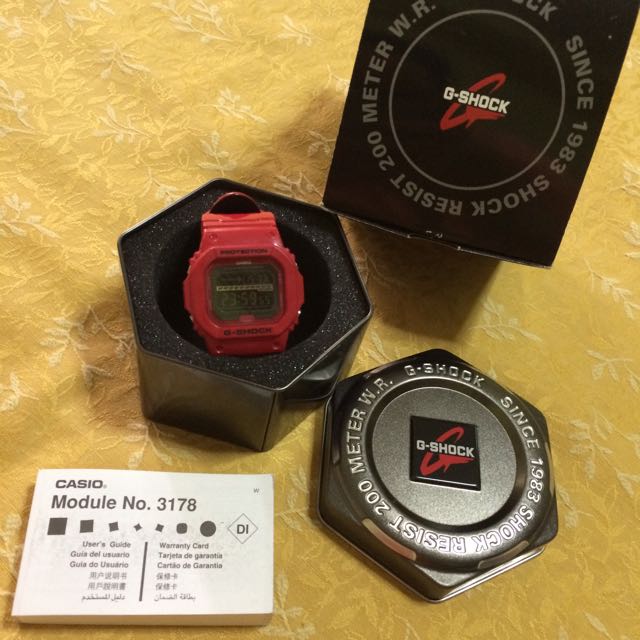 G-SHOCK
SINCE 1983 SHOCK RESIST 200 METER W.R.
PROTECTION
G-SHOCK
G-SHOCK
SINCE 1983 SHOCK RESIST 200 METER W.R.
G-SHOCK
CASIO®
W
Module No. 3178
DI
User's Guide
Guía del usuario
Guia do Usuário
用户说明书
用戶說明書
دليل المستخدم
Warranty Card
Tarjeta de garantía
Cartão de Garantia
保修卡
保修卡
بطاقة الضمان